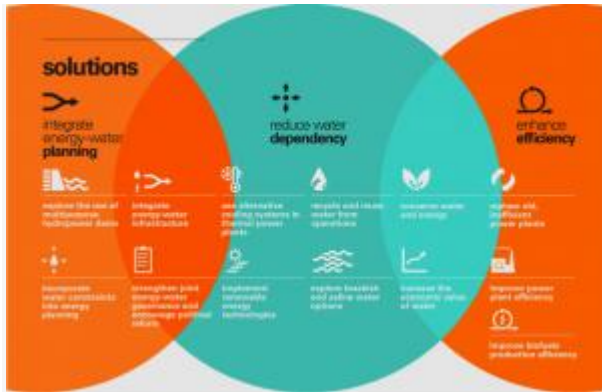 solutions
integrate
energy-water
planning
reduce water
dependency
enhance
efficiency
explore the use of
multipurpose
hydropower dams
integrate
energy-water
infrastructure
use alternative
cooling systems in
thermal power
plants
recycle and reuse
water from
operations
conserve water
and energy
replace old,
inefficient
power plants
incorporate
water constraints
into energy
planning
strengthen joint
energy-water
governance and
encourage political
reform
implement
renewable
energy
technologies
explore brackish
and saline water
options
increase the
economic value
of water
improve power
plant efficiency
improve biofuels
production efficiency